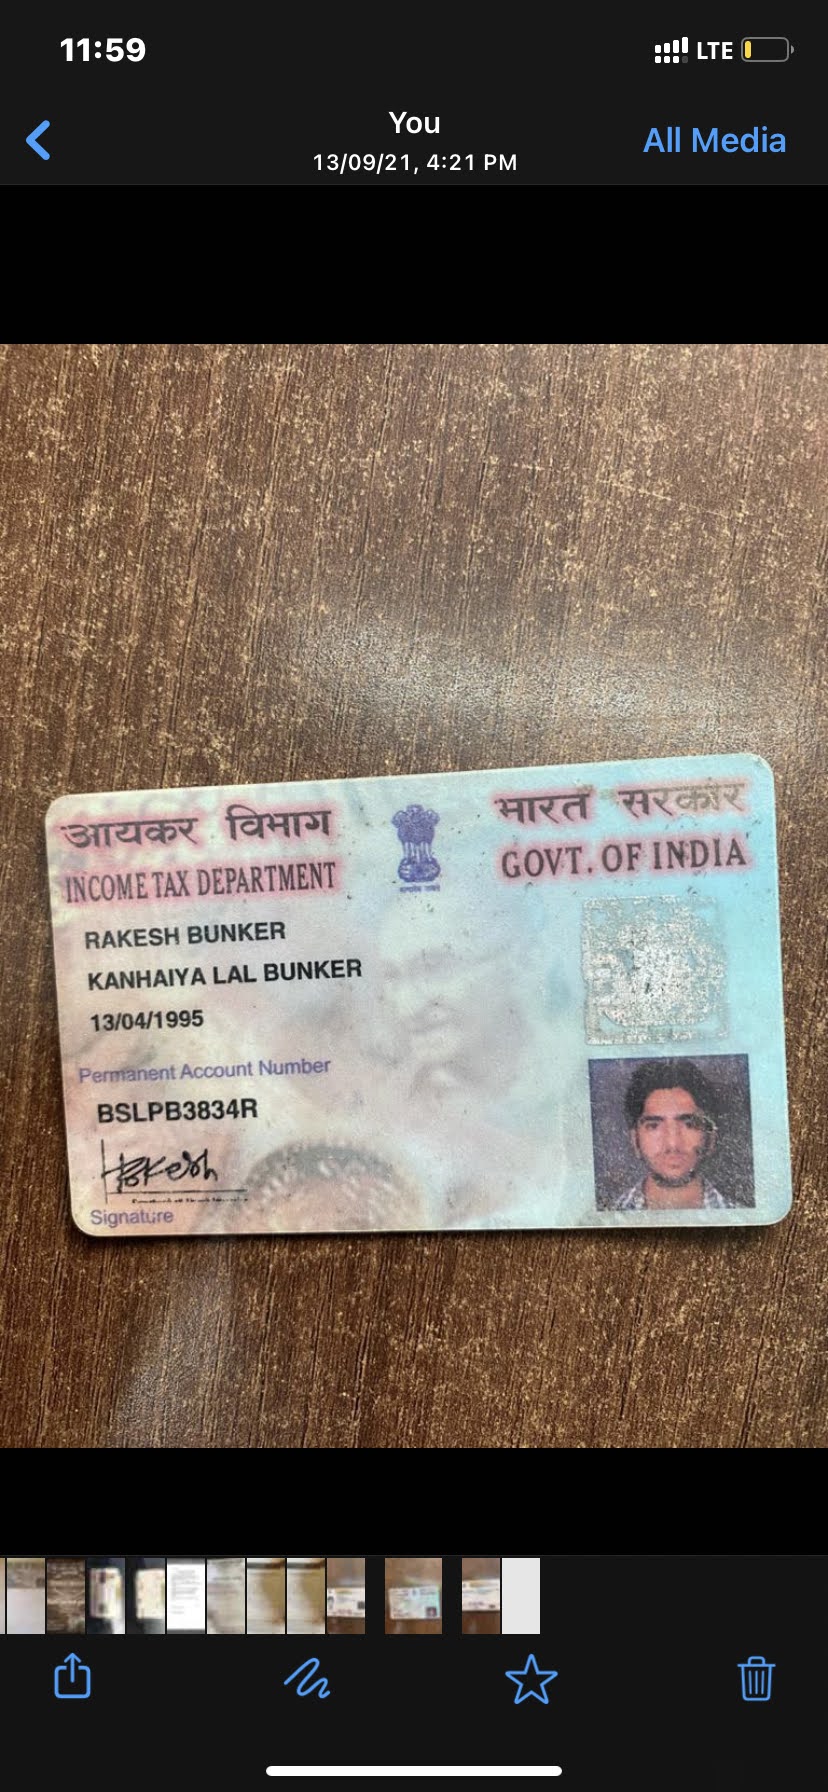 11:59
LTE
You
13/09/21, 4:21 PM
All Media
आयकर विभाग
INCOME TAX DEPARTMENT
भारत सरकार
GOVT. OF INDIA
RAKESH BUNKER
KANHAIYA LAL BUNKER
13/04/1995
Permanent Account Number
BSLPB3834R
Rakesh
Signature